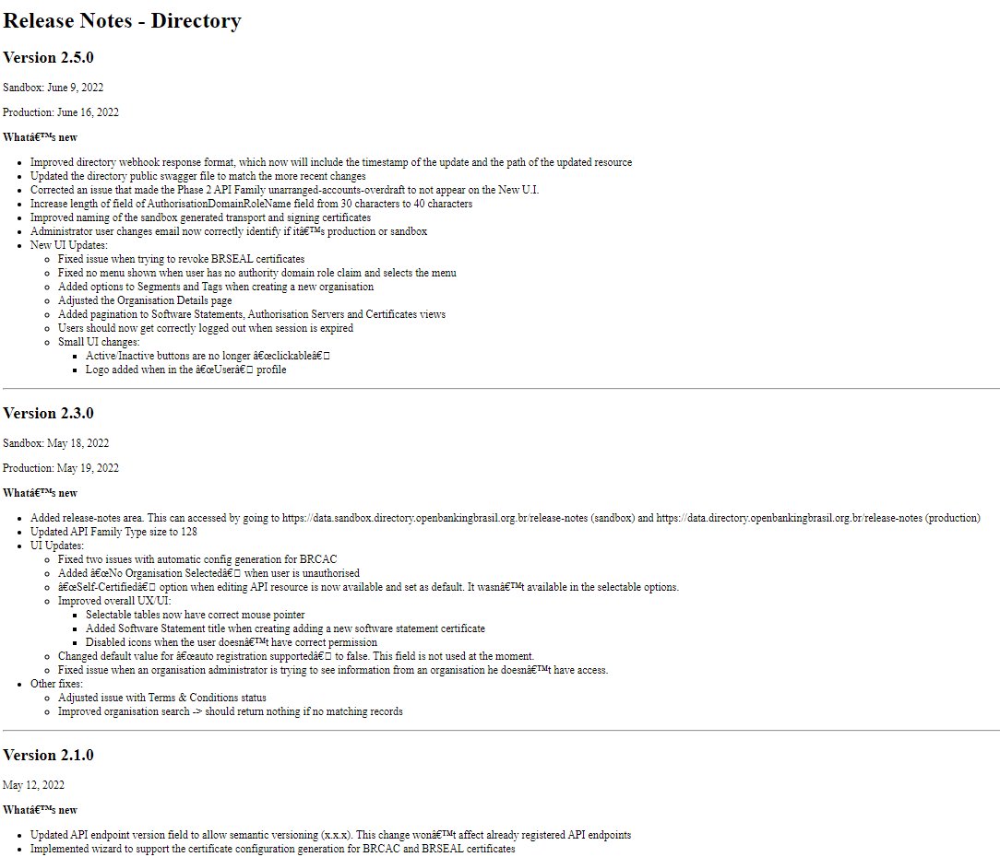 Release Notes - Directory
Version 2.5.0
Sandbox: June 9, 2022
Production: June 16, 2022
Whatâ€™s new
Improved directory webhook response format, which now will include the timestamp of the update and the path of the updated resource
Updated the directory public swagger file to match the more recent changes
Corrected an issue that made the Phase 2 API Family unarranged-accounts-overdraft to not appear on the New U.I.
Increase length of field of AuthorisationDomainRoleName field from 30 characters to 40 characters
Improved naming of the sandbox generated transport and signing certificates
Administrator user changes email now correctly identify if itâ€™s production or sandbox
New UI Updates:
Fixed issue when trying to revoke BRSEAL certificates
Fixed no menu shown when user has no authority domain role claim and selects the menu
Added options to Segments and Tags when creating a new organisation
Adjusted the Organisation Details page
Added pagination to Software Statements, Authorisation Servers and Certificates views
Users should now get correctly logged out when session is expired
Small UI changes:
Active/Inactive buttons are no longer â€œclickableâ€
Logo added when in the â€œUserâ€ profile
Version 2.3.0
Sandbox: May 18, 2022
Production: May 19, 2022
Whatâ€™s new
Added release-notes area. This can accessed by going to https://data.sandbox.directory.openbankingbrasil.org.br/release-notes (sandbox) and https://data.directory.openbankingbrasil.org.br/release-notes (production)
Updated API Family Type size to 128
UI Updates:
Fixed two issues with automatic config generation for BRCAC
Added â€œNo Organisation Selectedâ€ when user is unauthorised
â€œSelf-Certifiedâ€ option when editing API resource is now available and set as default. It wasnâ€™t available in the selectable options.
Improved overall UX/UI:
Selectable tables now have correct mouse pointer
Added Software Statement title when creating adding a new software statement certificate
Disabled icons when the user doesnâ€™t have correct permission
Changed default value for â€œauto registration supportedâ€ to false. This field is not used at the moment.
Fixed issue when an organisation administrator is trying to see information from an organisation he doesnâ€™t have access.
Other fixes:
Adjusted issue with Terms & Conditions status
Improved organisation search -> should return nothing if no matching records
Version 2.1.0
May 12, 2022
Whatâ€™s new
Updated API endpoint version field to allow semantic versioning (x.x.x). This change wonâ€™t affect already registered API endpoints
Implemented wizard to support the certificate configuration generation for BRCAC and BRSEAL certificates